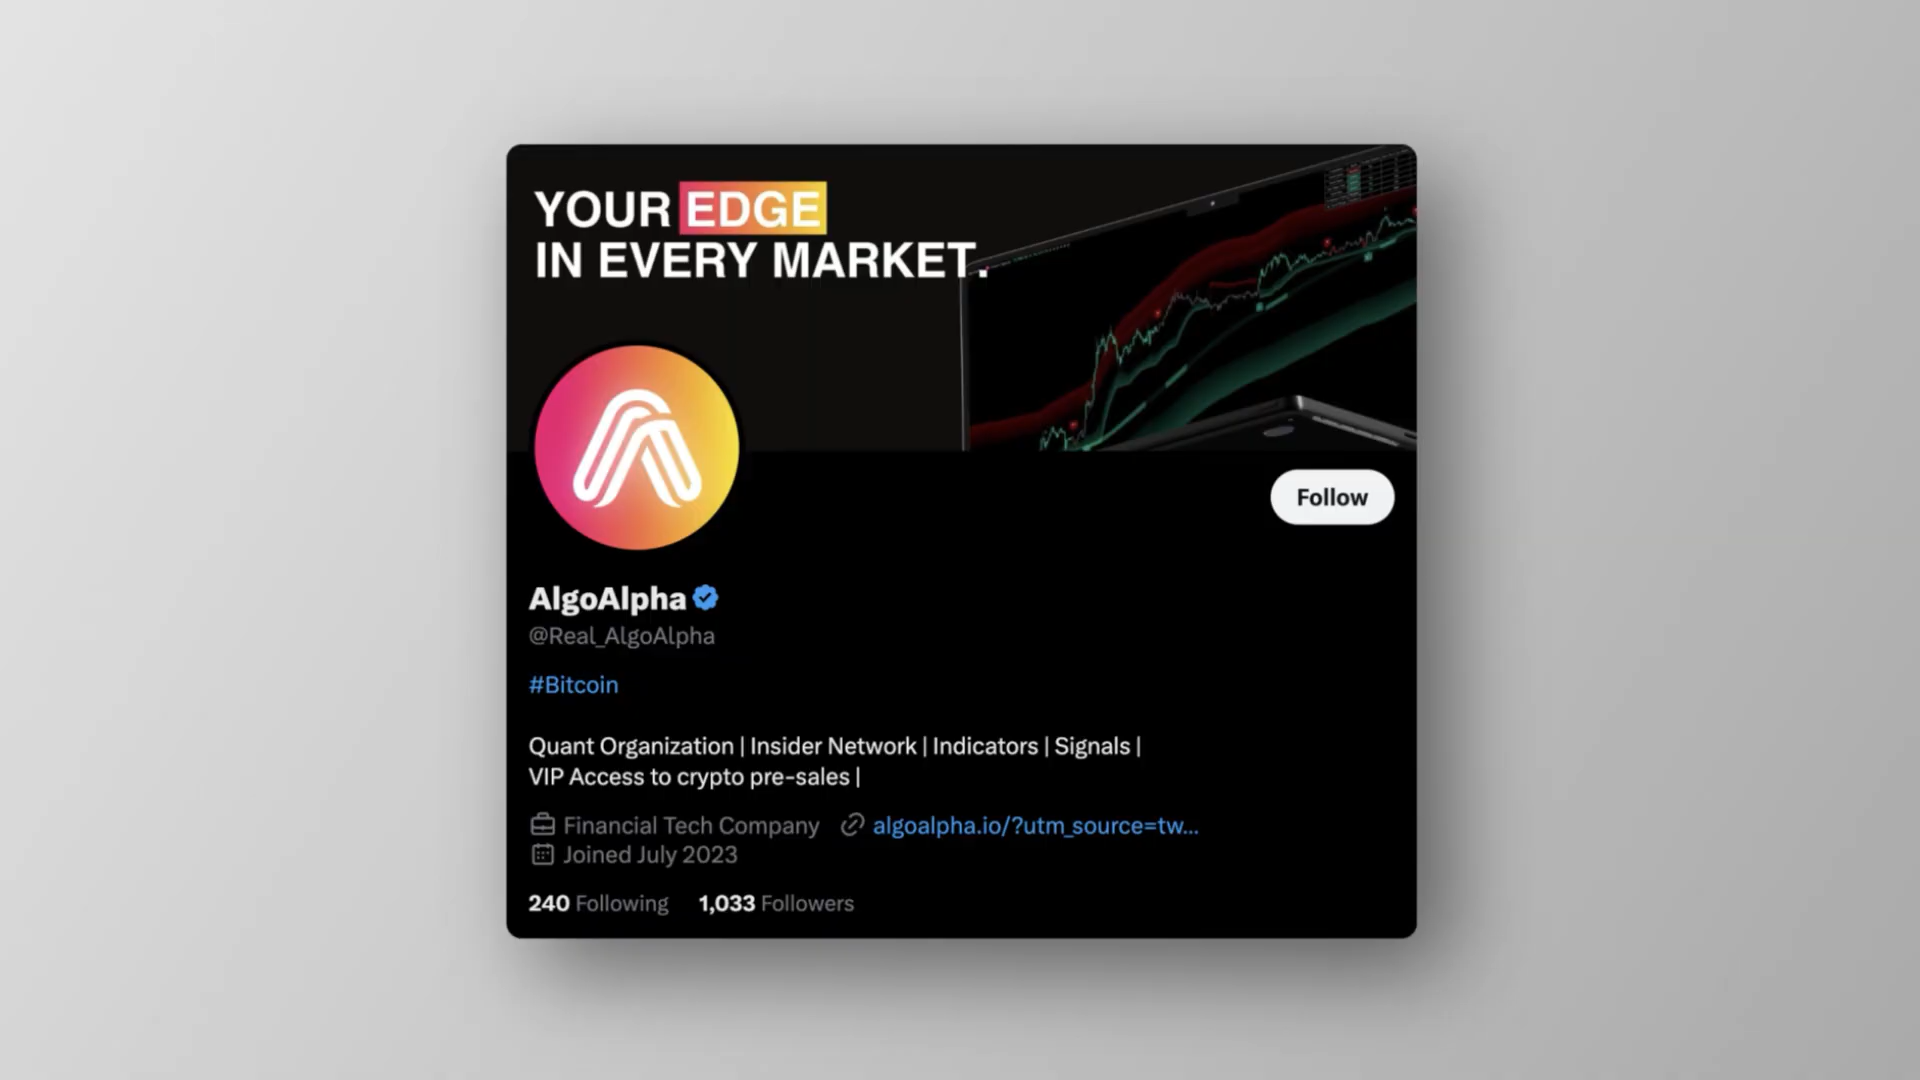 YOUR EDGE
IN EVERY MARKET.
Follow
AlgoAlpha
@Real_AlgoAlpha
#Bitcoin
Quant Organization | Insider Network | Indicators | Signals |
VIP Access to crypto pre-sales |
Financial Tech Company algoalpha.io/?utm_source=tw...
Joined July 2023
240 Following 1,033 Followers